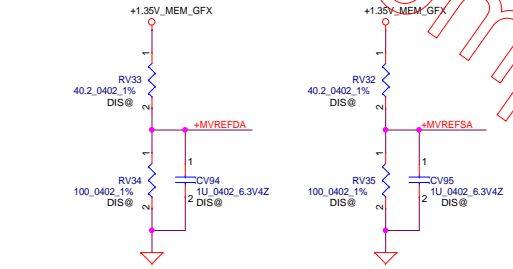 +1.35V_MEM_GFX
1
RV33
40.2_0402_1%
DIS@
2
+MVREFDA
1
RV34
100_0402_1%
DIS@
2
1
CV94
1U_0402_6.3V4Z
2 DIS@
+1.35V_MEM_GFX
1
RV32
40.2_0402_1%
DIS@
2
+MVREFSA
1
RV35
100_0402_1%
DIS@
2
1
CV95
1U_0402_6.3V4Z
2 DIS@